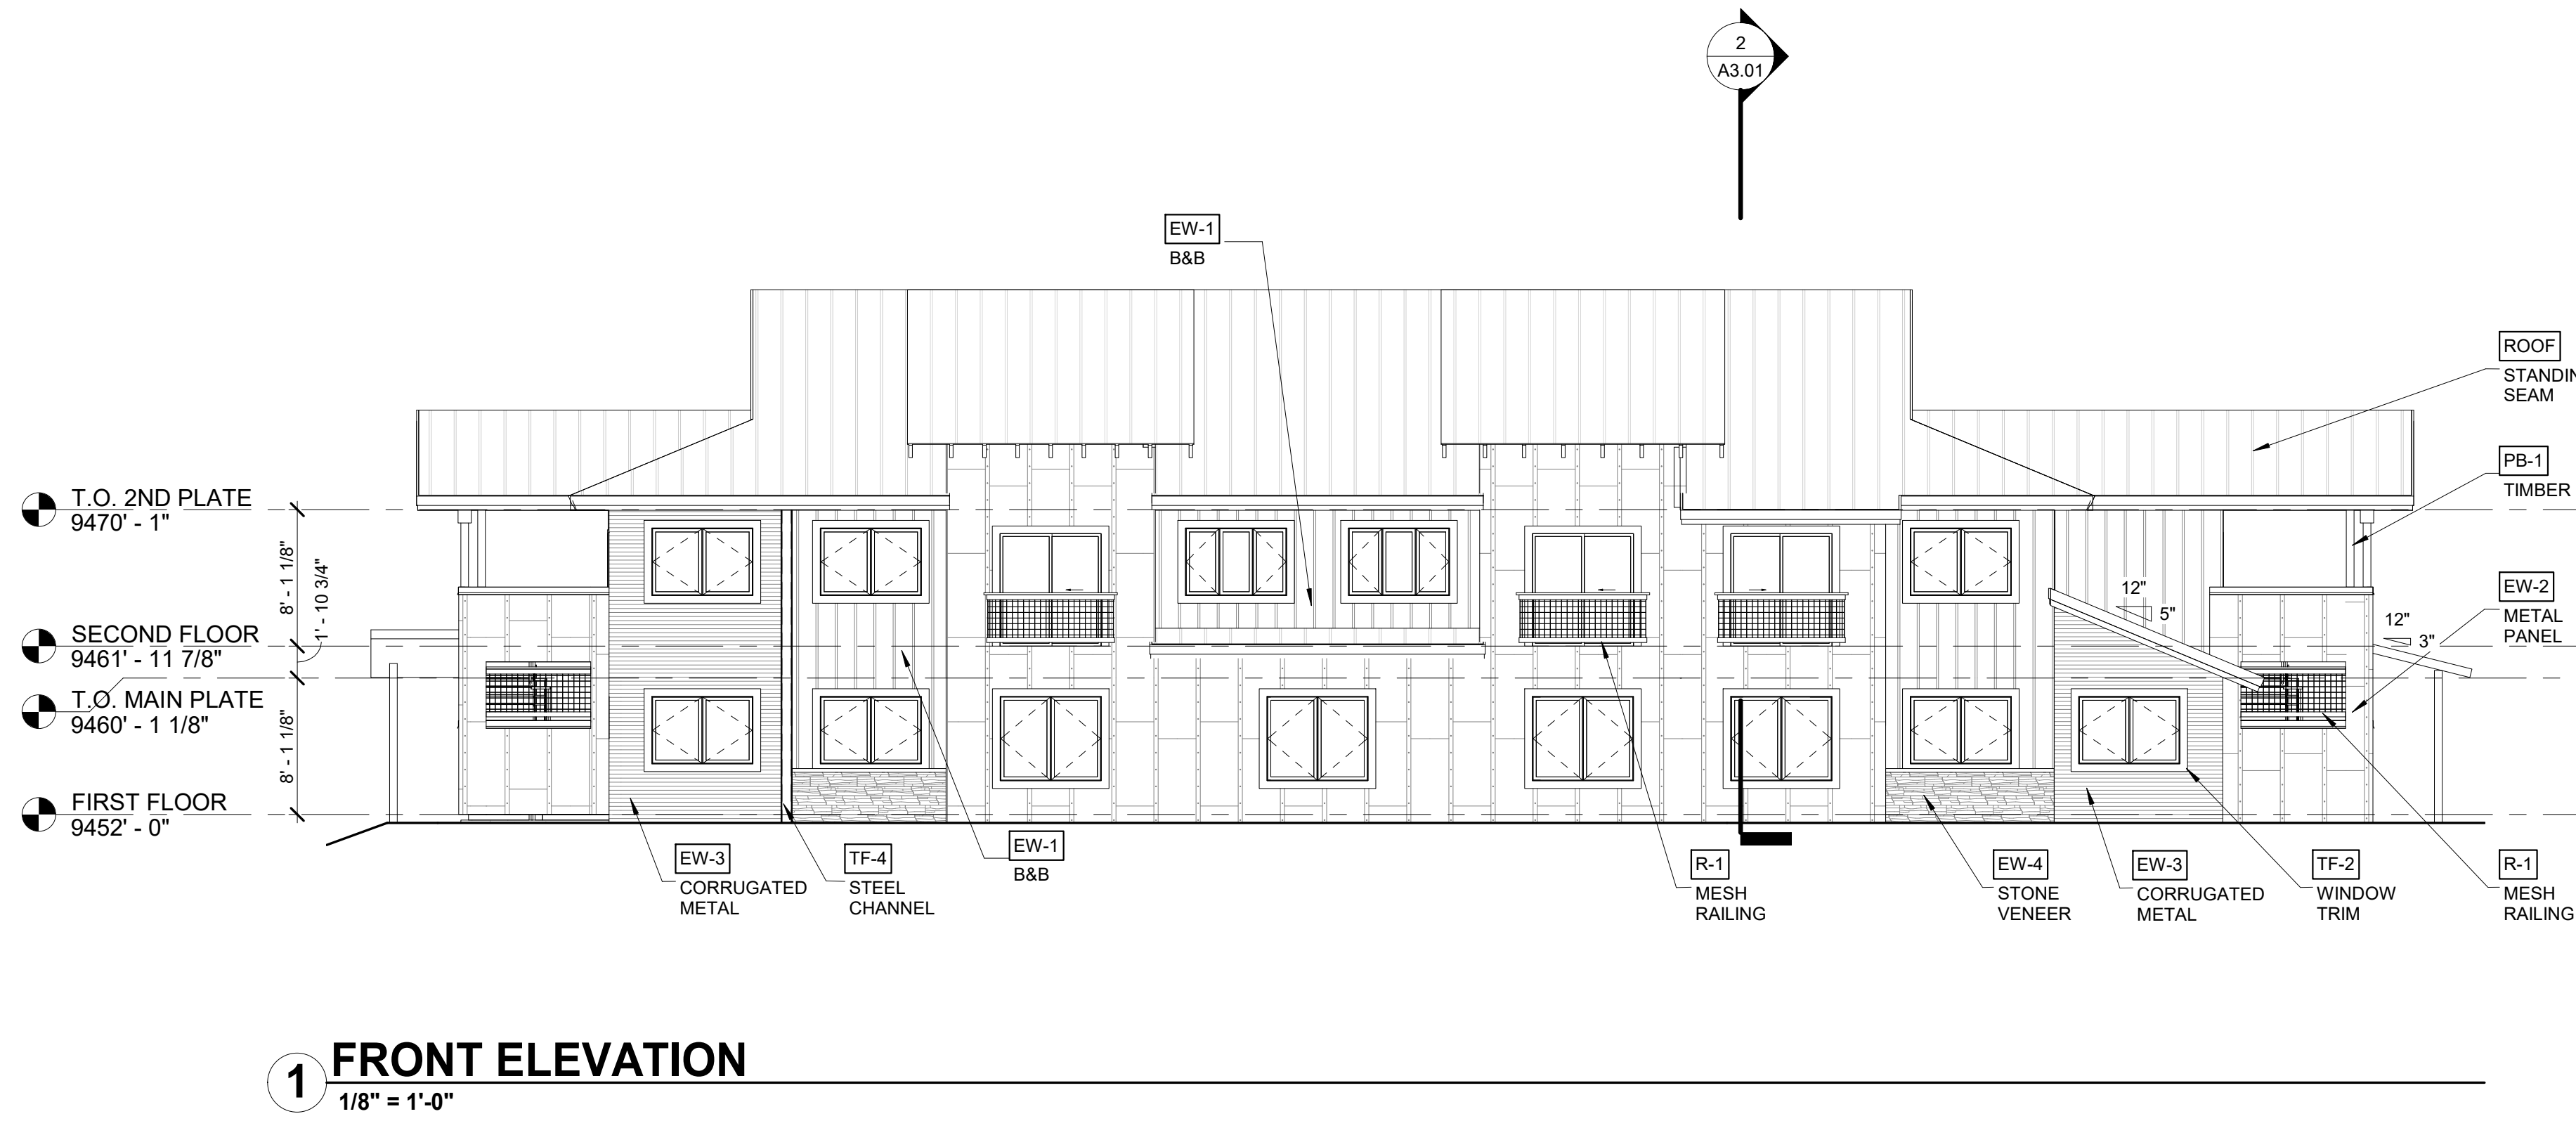 2
A3.01
EW-1
B&B
ROOF
STANDIN
SEAM
PB-1
TIMBER
T.O. 2ND PLATE
9470' - 1"
8' - 1 1/8"
1' - 10 3/4"
12"
5"
EW-2
METAL
PANEL
12"
3"
SECOND FLOOR
9461' - 11 7/8"
T.O. MAIN PLATE
9460' - 1 1/8"
8' - 1 1/8"
FIRST FLOOR
9452' - 0"
EW-3
CORRUGATED
METAL
TF-4
STEEL
CHANNEL
EW-1
B&B
R-1
MESH
RAILING
EW-4
STONE
VENEER
EW-3
CORRUGATED
METAL
TF-2
WINDOW
TRIM
R-1
MESH
RAILING
1
FRONT ELEVATION
1/8" = 1'-0"